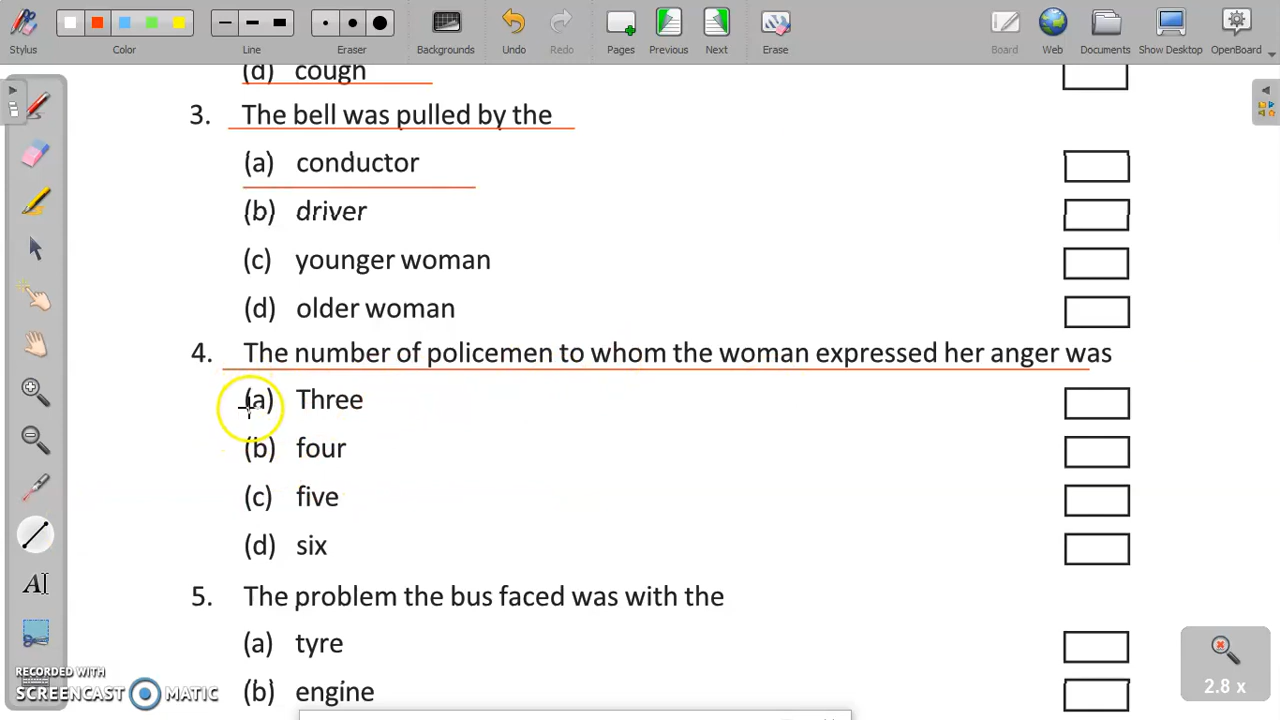 Stylus
Color
Line
Eraser
Backgrounds
Undo
Redo
Pages
Previous
Next
Erase
Board
Web
Documents
Show Desktop
OpenBoard
(d) cough
3. The bell was pulled by the
(a) conductor
(b) driver
(c) younger woman
(d) older woman
4. The number of policemen to whom the woman expressed her anger was
(a) Three
(b) four
(c) five
(d) six
5. The problem the bus faced was with the
(a) tyre
(b) engine
RECORDED WITH
SCREENCAST MATIC
2.8 x